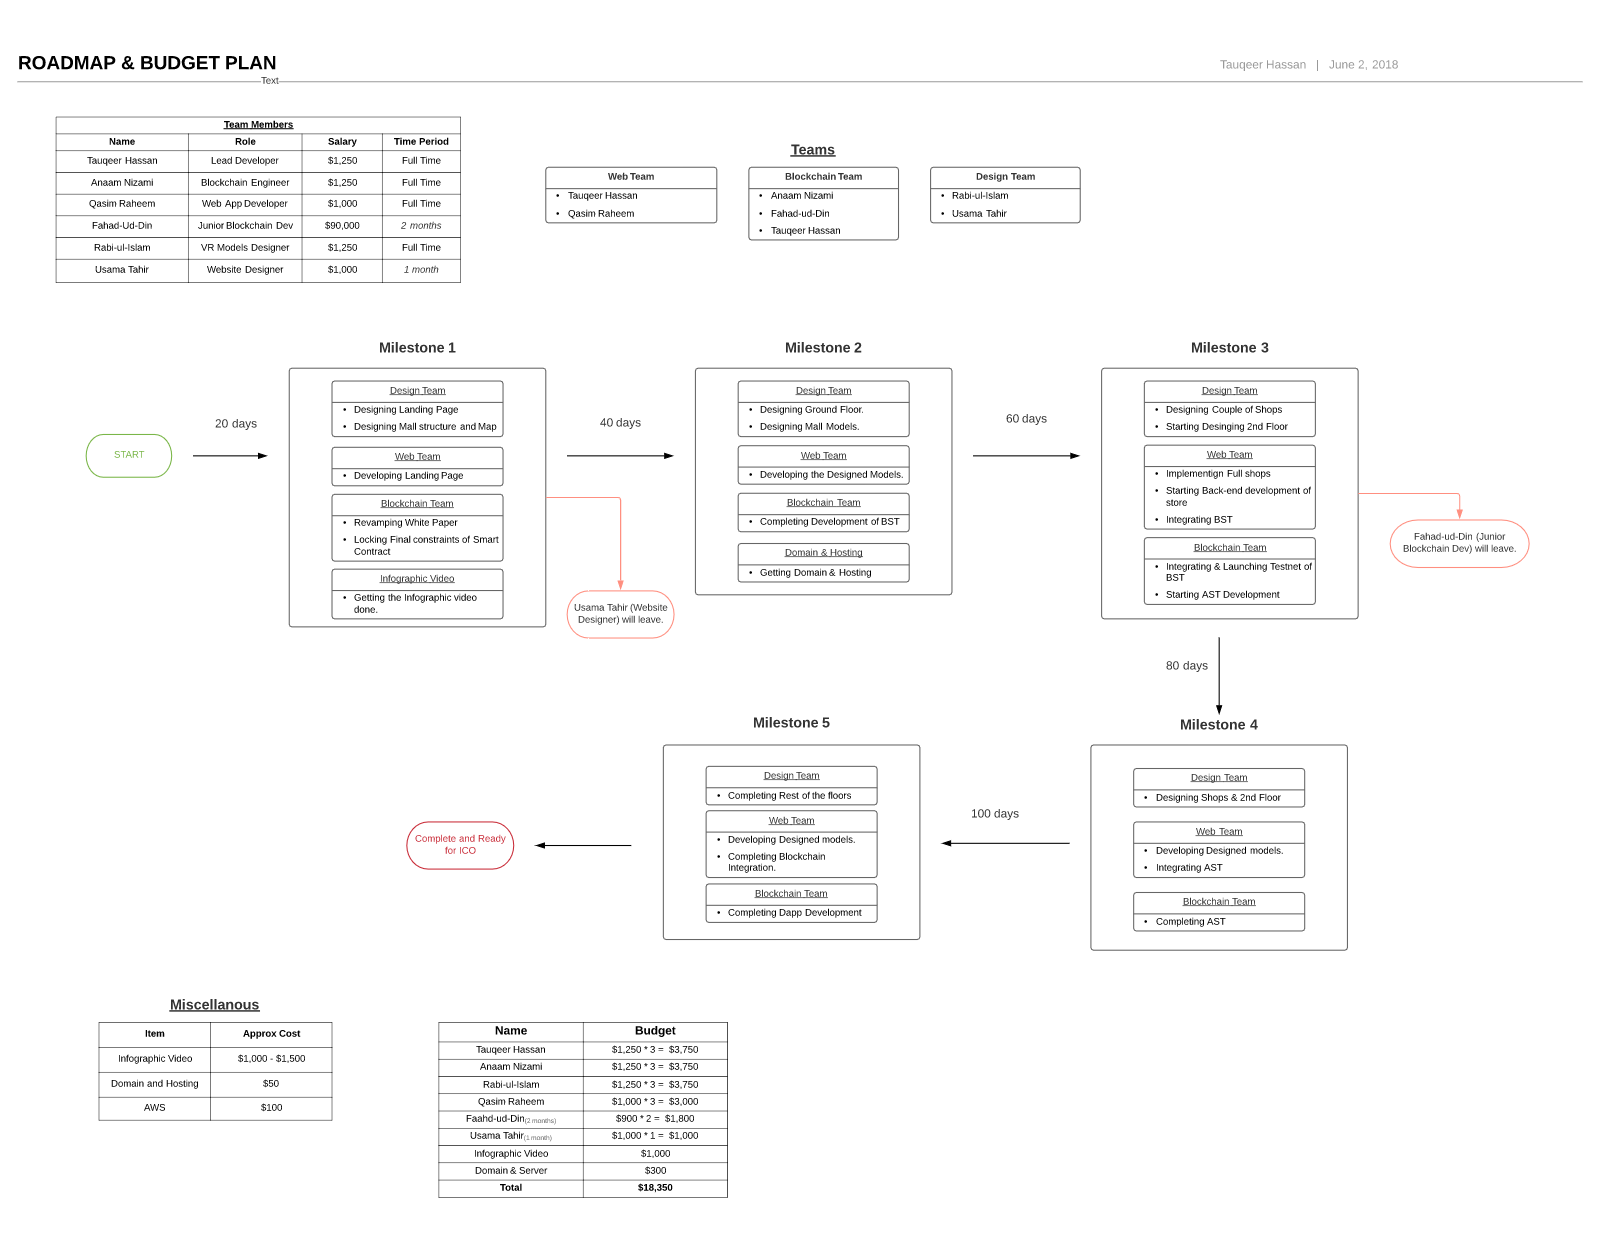 ROADMAP & BUDGET PLAN
Text
Tauqeer Hassan | June 2, 2018
Team Members
Name Role Salary Time Period
Tauqeer Hassan Lead Developer $1,250 Full Time
Anaam Nizami Blockchain Engineer $1,250 Full Time
Qasim Raheem Web App Developer $1,000 Full Time
Fahad-Ud-Din Junior Blockchain Dev $90,000 2 months
Rabi-ul-Islam VR Models Designer $1,250 Full Time
Usama Tahir Website Designer $1,000 1 month
Teams
Web Team
• Tauqeer Hassan
• Qasim Raheem
Blockchain Team
• Anaam Nizami
• Fahad-ud-Din
• Tauqeer Hassan
Design Team
• Rabi-ul-Islam
• Usama Tahir
START
20 days
Milestone 1
Design Team
• Designing Landing Page
• Designing Mall structure and Map
Web Team
• Developing Landing Page
Blockchain Team
• Revamping White Paper
• Locking Final constraints of Smart
Contract
Infographic Video
• Getting the Infographic video
done.
40 days
Usama Tahir (Website
Designer) will leave.
Milestone 2
Design Team
• Designing Ground Floor.
• Designing Mall Models.
Web Team
• Developing the Designed Models.
Blockchain Team
• Completing Development of BST
Domain & Hosting
• Getting Domain & Hosting
60 days
Milestone 3
Design Team
• Designing Couple of Shops
• Starting Desinging 2nd Floor
Web Team
• Implementign Full shops
• Starting Back-end development of
store
• Integrating BST
Blockchain Team
• Integrating & Launching Testnet of
BST
• Starting AST Development
Fahad-ud-Din (Junior
Blockchain Dev) will leave.
80 days
Milestone 4
Design Team
• Designing Shops & 2nd Floor
Web Team
• Developing Designed models.
• Integrating AST
Blockchain Team
• Completing AST
100 days
Milestone 5
Design Team
• Completing Rest of the floors
Web Team
• Developing Designed models.
• Completing Blockchain
Integration.
Blockchain Team
• Completing Dapp Development
Complete and Ready
for ICO
Miscellanous
Item Approx Cost
Infographic Video $1,000 - $1,500
Domain and Hosting $50
AWS $100
Name Budget
Tauqeer Hassan $1,250 * 3 = $3,750
Anaam Nizami $1,250 * 3 = $3,750
Rabi-ul-Islam $1,250 * 3 = $3,750
Qasim Raheem $1,000 * 3 = $3,000
Faahd-ud-Din(2 months) $900 * 2 = $1,800
Usama Tahir(1 month) $1,000 * 1 = $1,000
Infographic Video $1,000
Domain & Server $300
Total $18,350